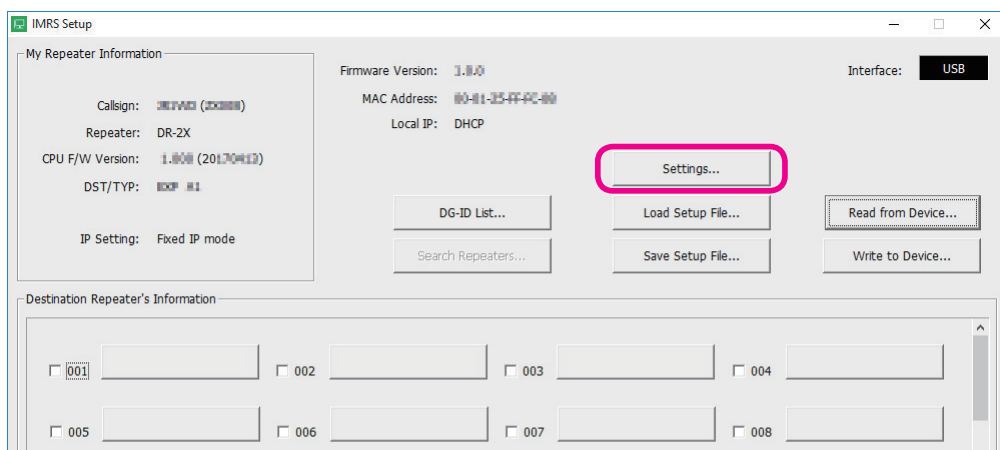 IMRS Setup
My Repeater Information
Callsign:
Repeater: DR-2X
CPU F/W Version:
DST/TYP:
IP Setting: Fixed IP mode
Firmware Version:
MAC Address:
Local IP: DHCP
Interface: USB
Settings...
DG-ID List... Load Setup File... Read from Device...
Search Repeaters... Save Setup File... Write to Device...
Destination Repeater's Information
001 002 003 004
005 006 007 008